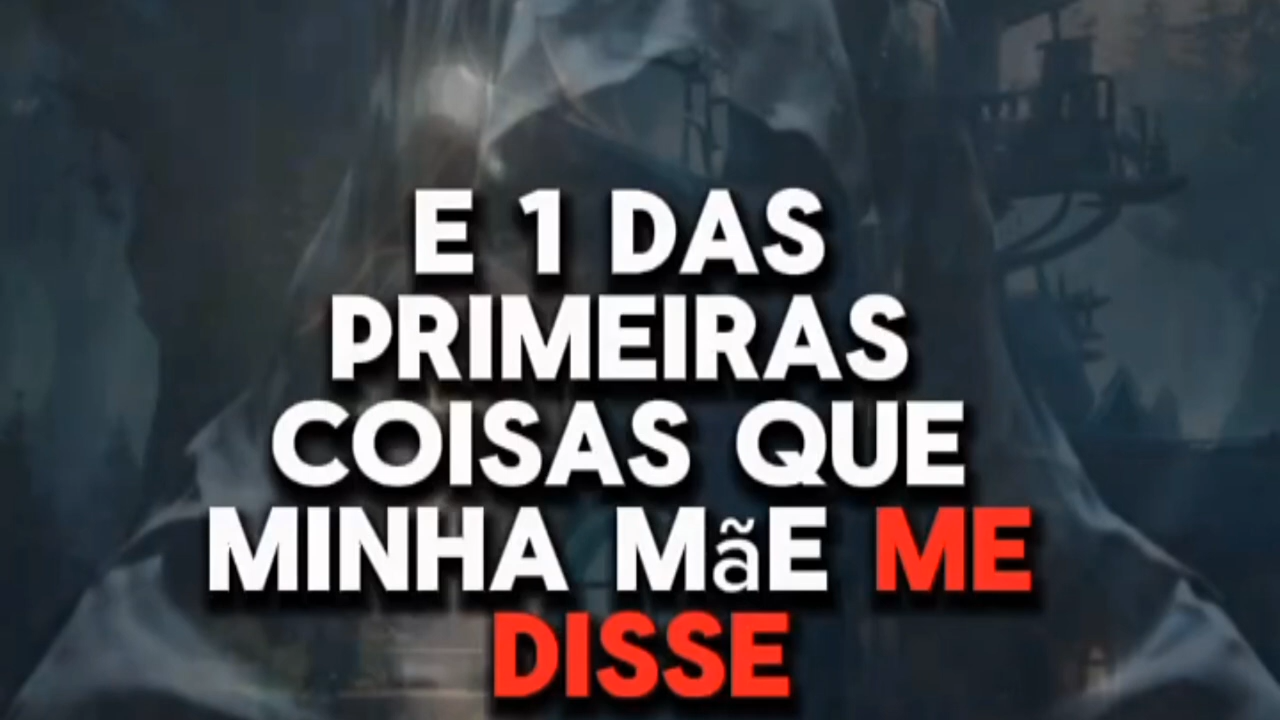 E 1 DAS
PRIMEIRAS
COISAS QUE
MINHA MãE ME
DISSE